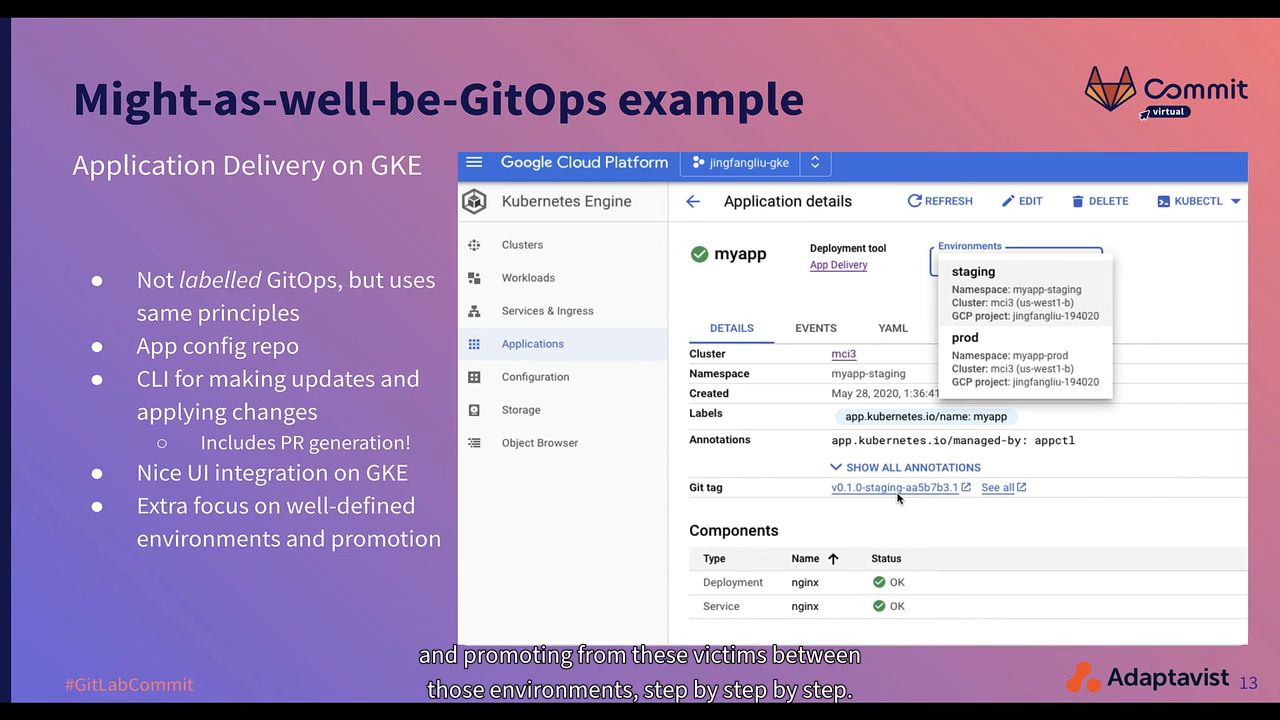 Might-as-well-be-GitOps example
Commit
virtual
Application Delivery on GKE
● Not labelled GitOps, but uses
same principles
● App config repo
● CLI for making updates and
applying changes
○ Includes PR generation!
● Nice UI integration on GKE
● Extra focus on well-defined
environments and promotion
Google Cloud Platform
jingfangliu-gke
Kubernetes Engine
Clusters
Workloads
Services & Ingress
Applications
Configuration
Storage
Object Browser
Application details
REFRESH
EDIT
DELETE
KUBECTL
myapp
Deployment tool
App Delivery
Environments
staging
Namespace: myapp-staging
Cluster: mci3 (us-west1-b)
GCP project: jingfangliu-194020
prod
Namespace: myapp-prod
Cluster: mci3 (us-west1-b)
GCP project: jingfangliu-194020
DETAILS EVENTS YAML
Cluster mci3
Namespace myapp-staging
Created May 28, 2020, 1:36:41
Labels app.kubernetes.io/name: myapp
Annotations app.kubernetes.io/managed-by: appctl
SHOW ALL ANNOTATIONS
Git tag v0.1.0-staging-aa5b7b3.1 See all
Components
Type Name Status
Deployment nginx OK
Service nginx OK
and promoting from these victims between
those environments, step by step by step.
#GitLabCommit
Adaptavist 13